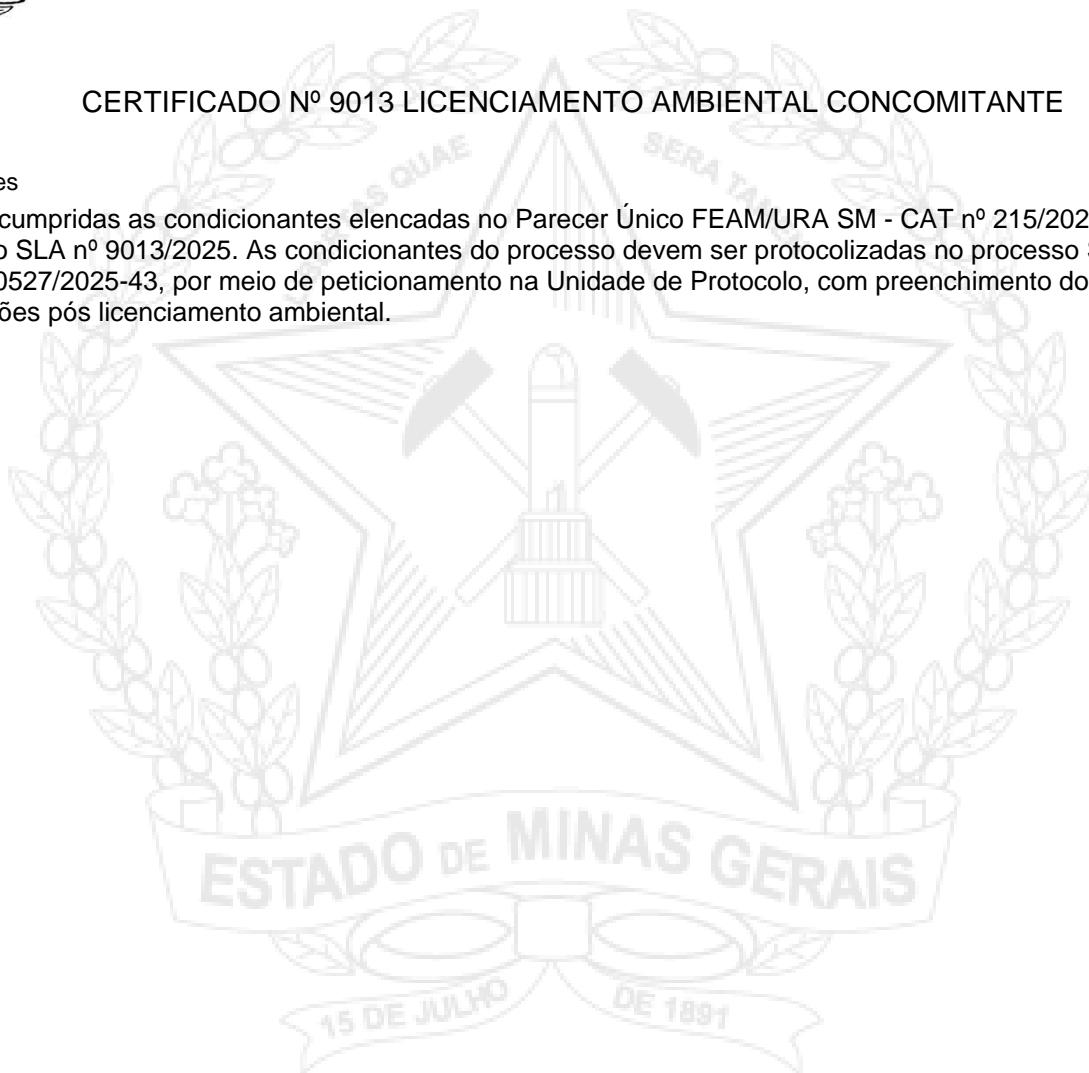 CERTIFICADO Nº 9013 LICENCIAMENTO AMBIENTAL CONCOMITANTE
es
cumpridas as condicionantes elencadas no Parecer Único FEAM/URA SM - CAT nº 215/202
o SLA nº 9013/2025. As condicionantes do processo devem ser protocolizadas no processo
0527/2025-43, por meio de peticionamento na Unidade de Protocolo, com preenchimento do
ões pós licenciamento ambiental.
QUAE SERA TA
ESTADO DE MINAS GERAIS
15 DE JULHO DE 1891